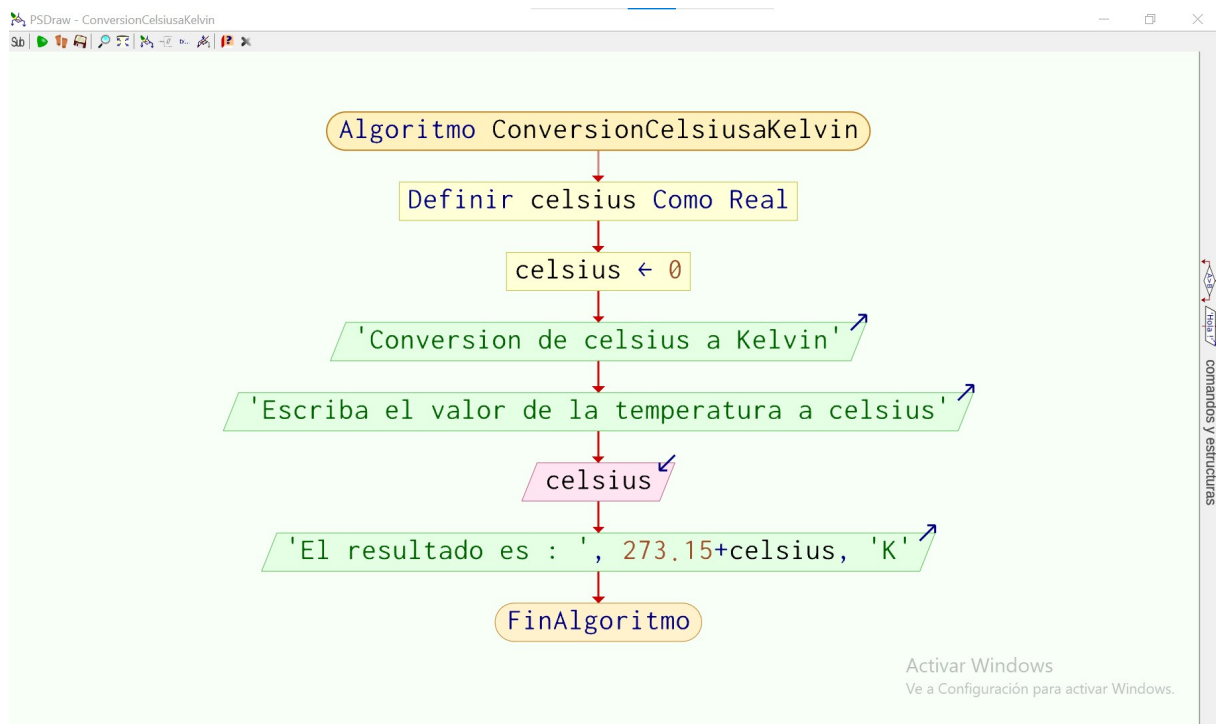 PSDraw - ConversionCelsiusaKelvin
Sub
Algoritmo ConversionCelsiusaKelvin
Definir celsius Como Real
celsius ← 0
'Conversion de celsius a Kelvin'
'Escriba el valor de la temperatura a celsius'
celsius
'El resultado es : ', 273.15+celsius, 'K'
FinAlgoritmo
A>B
'Hola !'
comandos y estructuras
Activar Windows
Ve a Configuración para activar Windows.